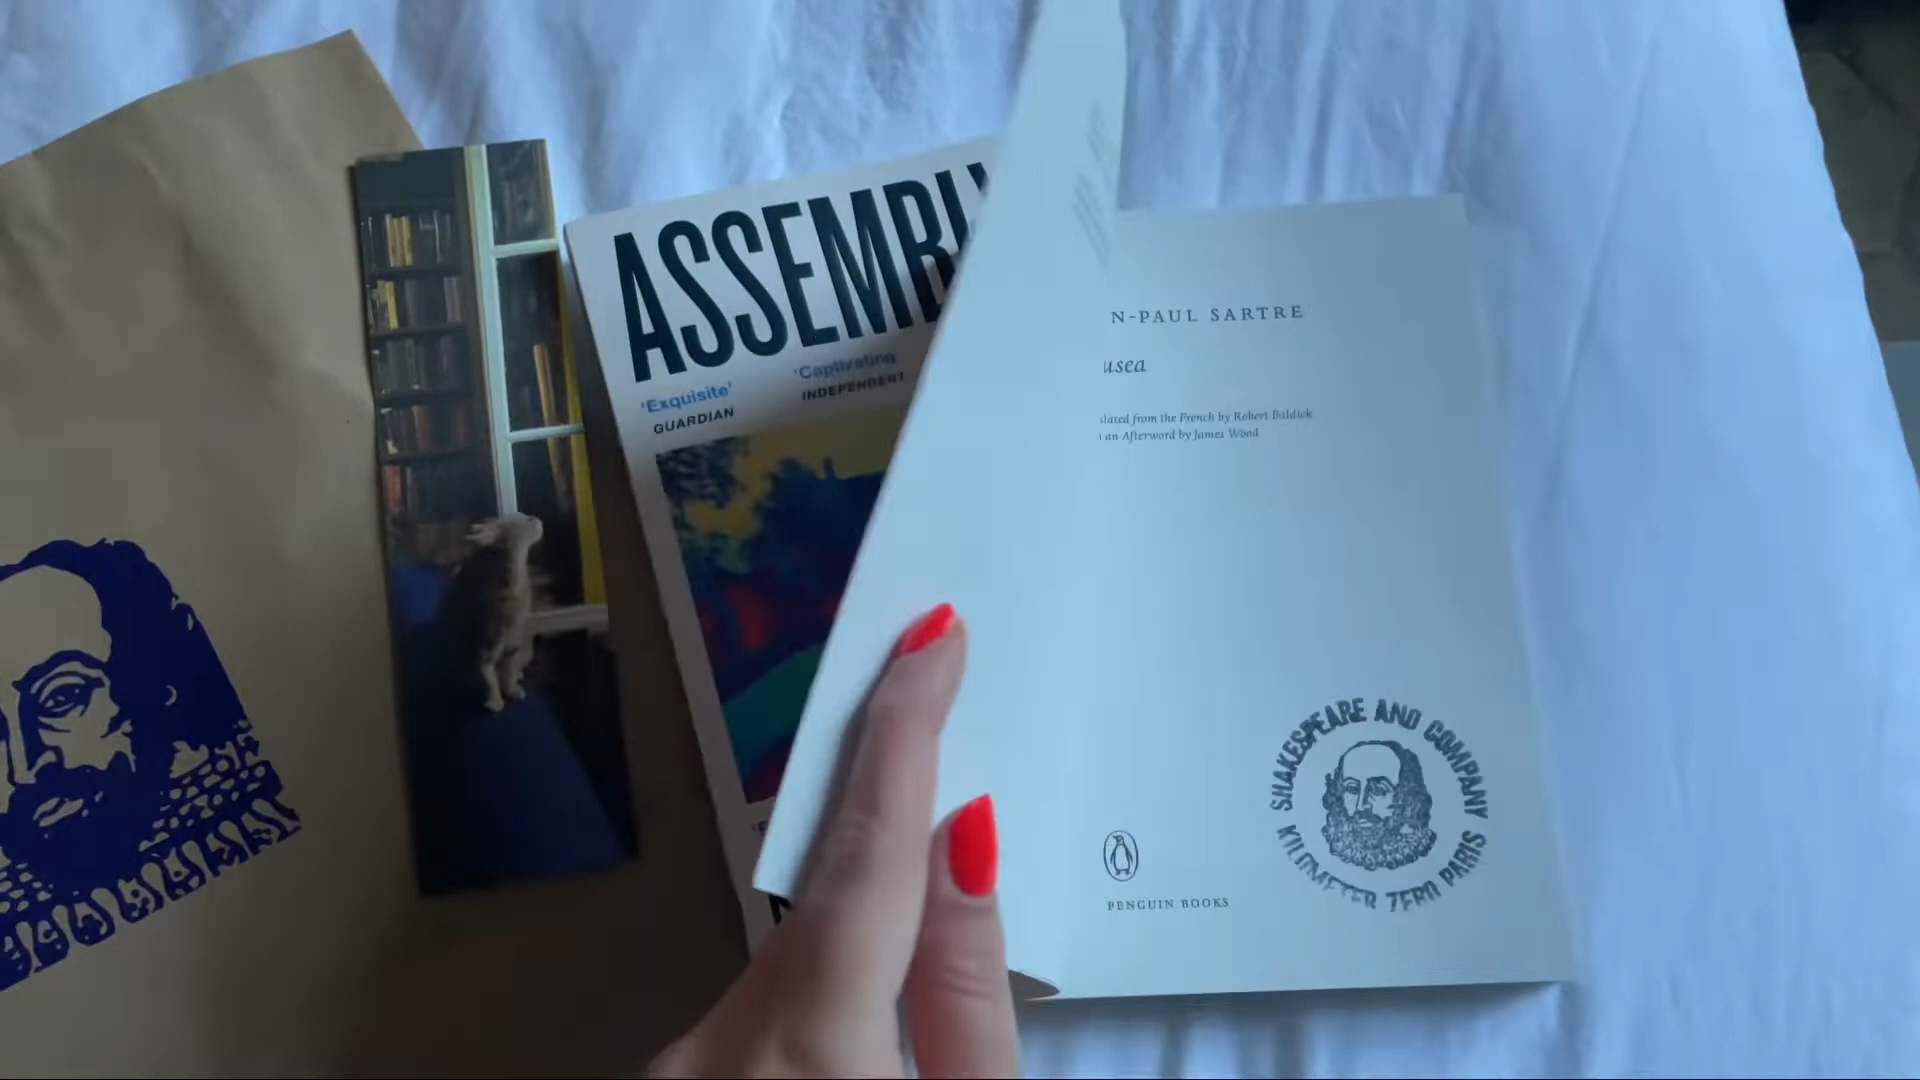 ASSEMBLY
'Exquisite'
GUARDIAN
'Captivating
INDEPENDENT
N-PAUL SARTRE
usea
lated from the French by Robert Baldick
an Afterword by James Wood
PENGUIN BOOKS
SHAKESPEARE AND COMPANY
KILOMETER ZERO PARIS